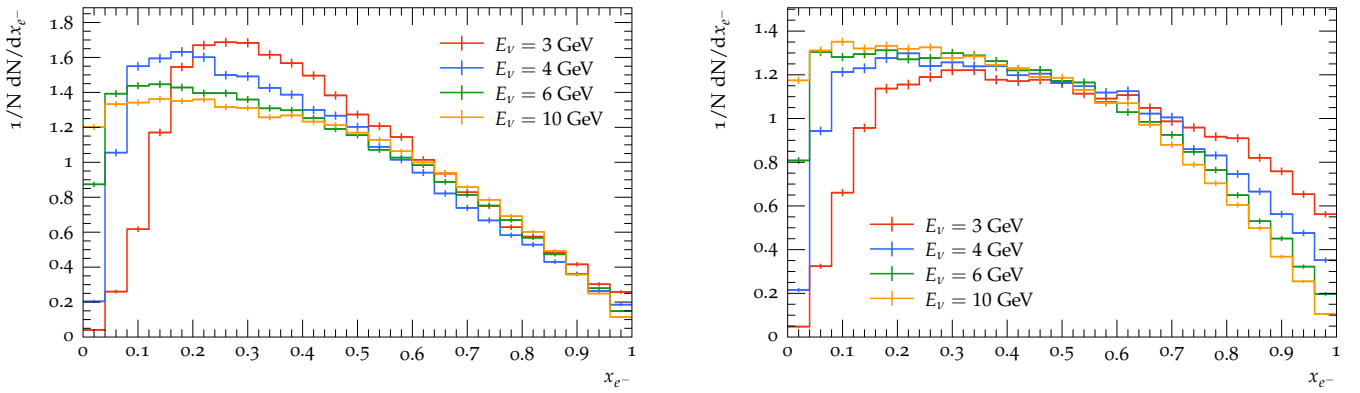 1/N dN/dx_{e^-}
1.8
1.6
1.4
1.2
1
0.8
0.6
0.4
0.2
0
E_ν = 3 GeV
E_ν = 4 GeV
E_ν = 6 GeV
E_ν = 10 GeV
0 0.1 0.2 0.3 0.4 0.5 0.6 0.7 0.8 0.9 1
x_{e^-}
1/N dN/dx_{e^-}
1.4
1.2
1.0
0.8
0.6
0.4
0.2
0
E_ν = 3 GeV
E_ν = 4 GeV
E_ν = 6 GeV
E_ν = 10 GeV
0 0.1 0.2 0.3 0.4 0.5 0.6 0.7 0.8 0.9 1
x_{e^-}